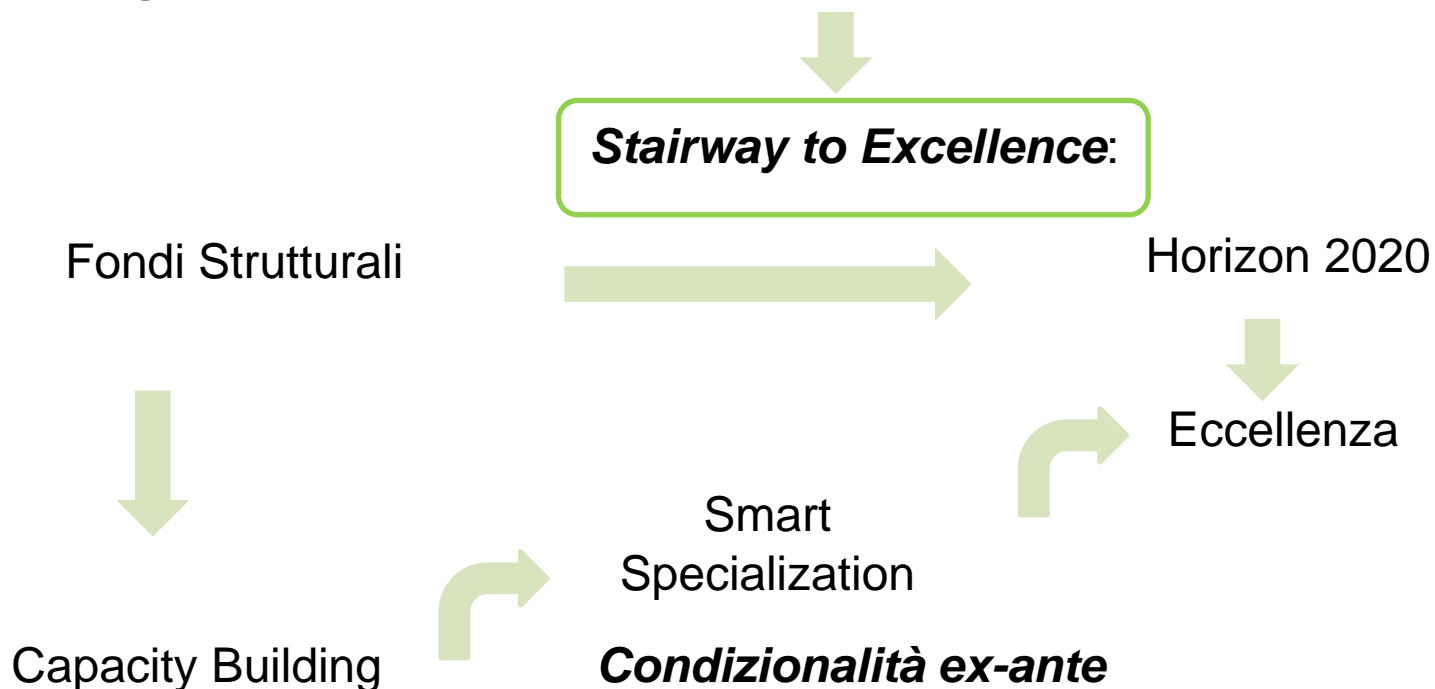 Stairway to Excellence:
Fondi Strutturali
Horizon 2020
Eccellenza
Smart
Specialization
Capacity Building
Condizionalità ex-ante